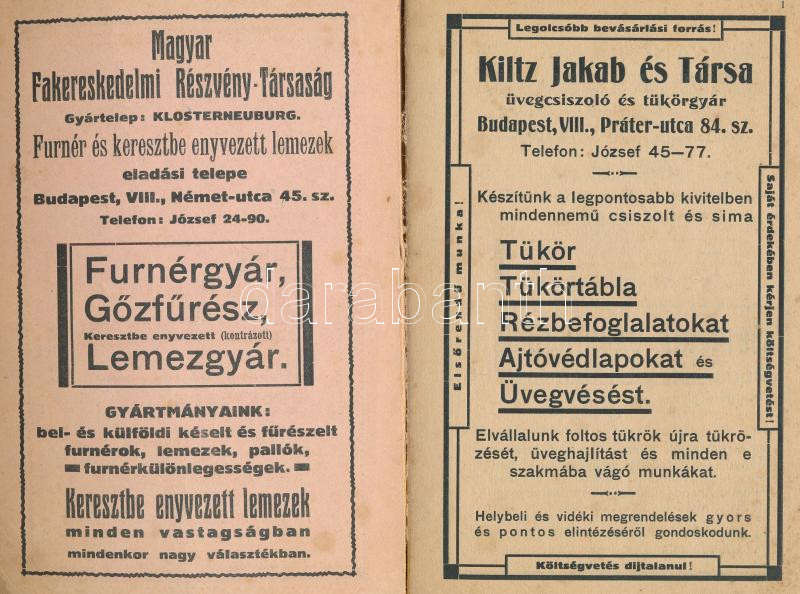 Magyar
Fakereskedelmi Részvény-Társaság
Gyártelep: KLOSTERNEUBURG.
Furnér és keresztbe enyvezett lemezek
eladási telepe
Budapest, VIII., Német-utca 45. sz.
Telefon: József 24-90.
Furnérgyár,
Gőzfűrész,
Keresztbe enyvezett (kontrázott)
Lemezgyár.
GYÁRTMÁNYAINK:
bel- és külföldi késelt és fűrészelt
furnérok, lemezek, pallók,
furnérkülönlegességek.
Keresztbe enyvezett lemezek
minden vastagságban
mindenkor nagy választékban.
1
Legolcsóbb bevásárlási forrás!
Kiltz Jakab és Társa
üvegcsiszoló és tükörgyár
Budapest, VIII., Práter-utca 84. sz.
Telefon: József 45—77.
Elsőrendű munka!
Saját érdekében kérjen költségvetést!
Készítünk a legpontosabb kivitelben
mindennemű csiszolt és sima
Tükör
Tükörtábla
Rézbefoglalatokat
Ajtóvédlapokat és
Üvegvésést.
Elvállalunk foltos tükrök újra tükrö-
zését, üveghajlítást és minden e
szakmába vágó munkákat.
Helybeli és vidéki megrendelések gyors
és pontos elintézéséről gondoskodunk.
Költségvetés dijtalanul!
darabanth